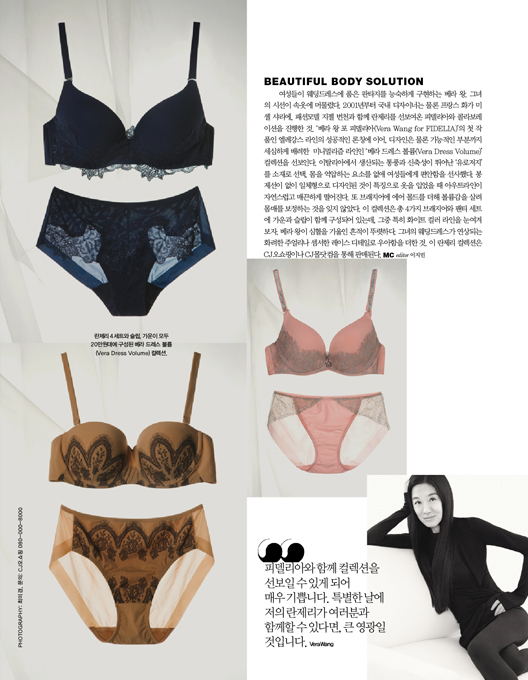 BEAUTIFUL BODY SOLUTION
여성들이 웨딩드레스에 품은 판타지를 능숙하게 구현하는 베라 왕, 그녀
의 시선이 속옷에 머물렀다. 2001년부터 국내 디자이너는 물론 프랑스 화가 미
셸 사라에, 패션모델 지젤 번천과 함께 란제리를 선보여온 피델리아와 콜라보레
이션을 진행한 것. '베라 왕 포 피델리아(Vera Wang for FIDELIA)'의 첫 작
품인 엘레강스 라인의 성공적인 론칭에 이어, 디자인은 물론 기능적인 부분까지
세심하게 배려한 미니멀리즘 라인인 '베라 드레스 볼륨(Vera Dress Volume)'
컬렉션을 선보인다. 이탈리아에서 생산되는 통풍과 신축성이 뛰어난 '유로저지'
를 소재로 선택, 몸을 억압하는 요소를 없애 여성들에게 편안함을 선사했다. 봉
제선이 없이 일체형으로 디자인된 것이 특징으로 옷을 입었을 때 아우트라인이
자연스럽고 매끈하게 떨어진다. 또 브래지어에 에어 몰드를 더해 볼륨감을 살려
몸매를 보정하는 것을 잊지 않았다. 이 컬렉션은 총 4가지 브래지어와 팬티 세트
에 가운과 슬립이 함께 구성되어 있는데, 그중 특히 화이트 컬러 라인을 눈여겨
보자. 베라 왕이 심혈을 기울인 흔적이 뚜렷하다. 그녀의 웨딩드레스가 연상되는
화려한 주얼리나 섬세한 레이스 디테일로 우아함을 더한 것. 이 란제리 컬렉션은
CJ오쇼핑이나 CJ몰닷컴을 통해 판매된다. MC editor 이지빈
란제리 4세트와 슬립, 가운이 모두
20만원대에 구성된 베라 드레스 볼륨
(Vera Dress Volume) 컬렉션.
피델리아와 함께 컬렉션을
선보일 수 있게 되어
매우 기쁩니다. 특별한 날에
저의 란제리가 여러분과
함께할 수 있다면, 큰 영광일
것입니다. Vera Wang
PHOTOGRAPHY: 최의겸, 문의: CJ오쇼핑 080-000-8000